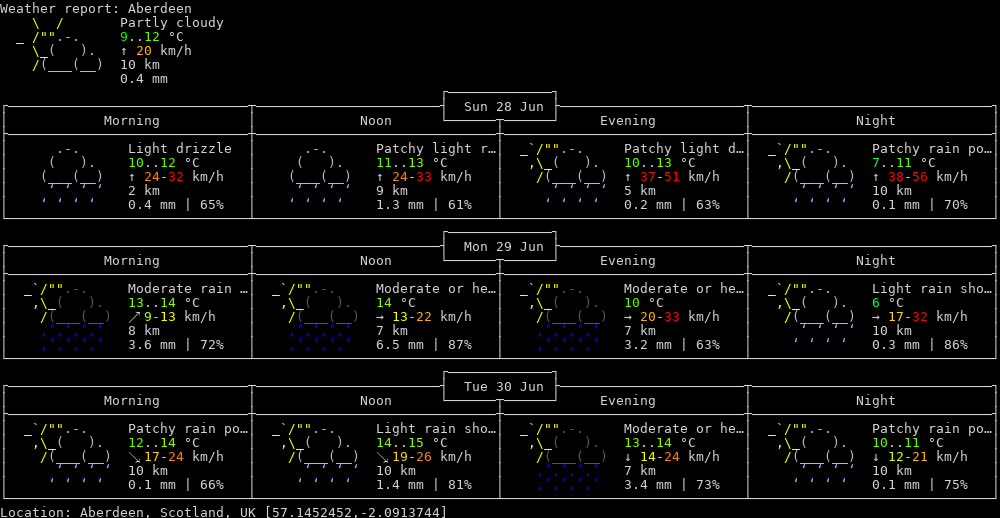 Weather report: Aberdeen
Partly cloudy
9..12 °C
↑ 20 km/h
10 km
0.4 mm
Sun 28 Jun
Morning Noon Evening Night
Light drizzle Patchy light r… Patchy light d… Patchy rain po…
10..12 °C 11..13 °C 10..13 °C 7..11 °C
↑ 24-32 km/h ↑ 24-33 km/h ↑ 37-51 km/h ↑ 38-56 km/h
2 km 9 km 5 km 10 km
0.4 mm | 65% 1.3 mm | 61% 0.2 mm | 63% 0.1 mm | 70%
Mon 29 Jun
Morning Noon Evening Night
Moderate rain … Moderate or he… Moderate or he… Light rain sho…
13..14 °C 14 °C 10 °C 6 °C
↗ 9-13 km/h → 13-22 km/h → 20-33 km/h → 17-32 km/h
8 km 7 km 7 km 10 km
3.6 mm | 72% 6.5 mm | 87% 3.2 mm | 63% 0.3 mm | 86%
Tue 30 Jun
Morning Noon Evening Night
Patchy rain po… Light rain sho… Moderate or he… Patchy rain po…
12..14 °C 14..15 °C 13..14 °C 10..11 °C
↘ 17-24 km/h ↘ 19-26 km/h ↓ 14-24 km/h ↓ 12-21 km/h
10 km 10 km 7 km 10 km
0.1 mm | 66% 1.4 mm | 81% 3.4 mm | 73% 0.1 mm | 75%
Location: Aberdeen, Scotland, UK [57.1452452,-2.0913744]